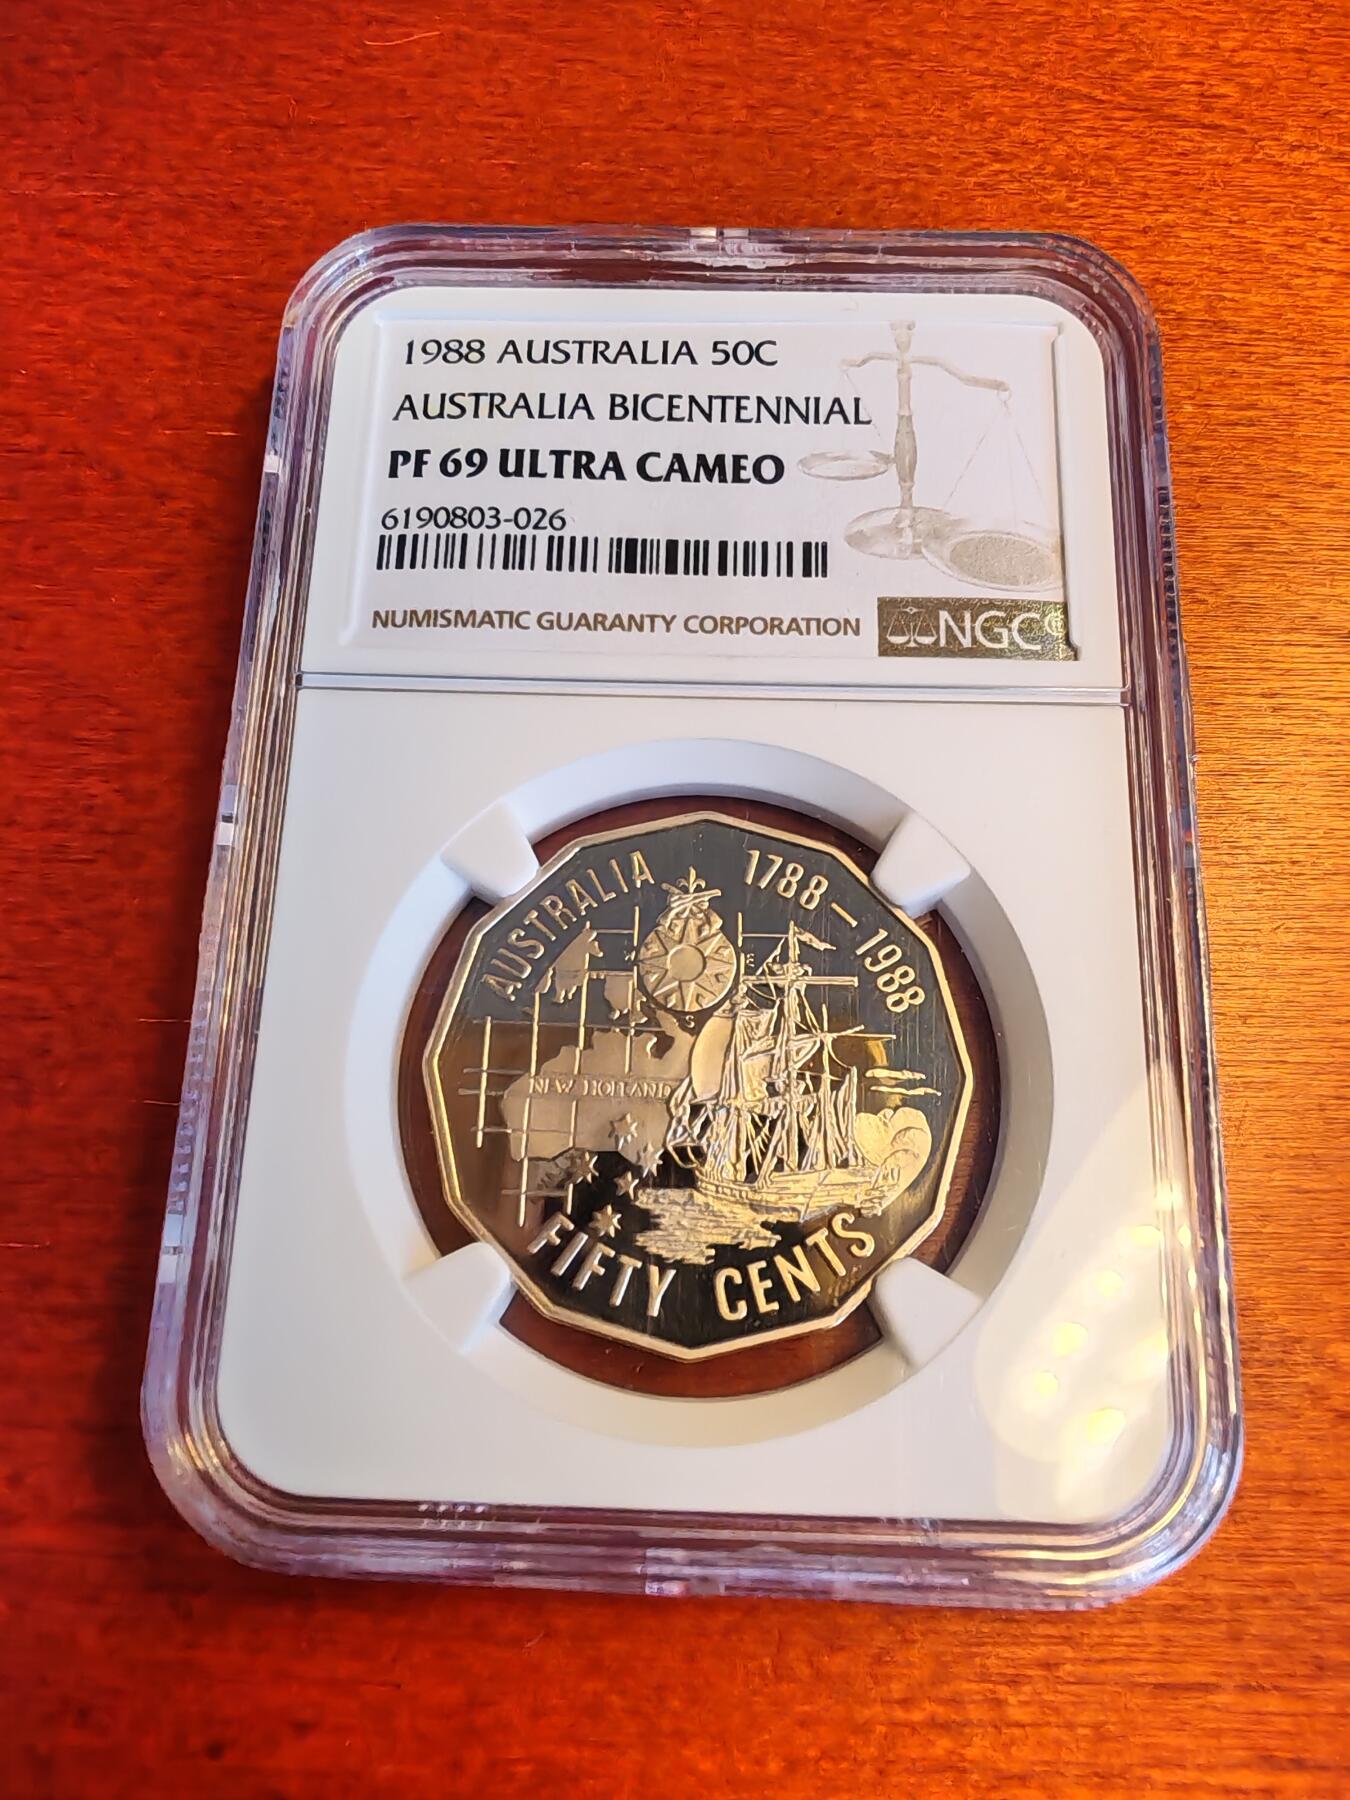 1988 AUSTRALIA 50C
AUSTRALIA BICENTENNIAL
PF 69 ULTRA CAMEO
6190803-026
NUMISMATIC GUARANTY CORPORATION
NGC
AUSTRALIA 1788-1988
W E
S
NEW HOLLAND
FIFTY CENTS